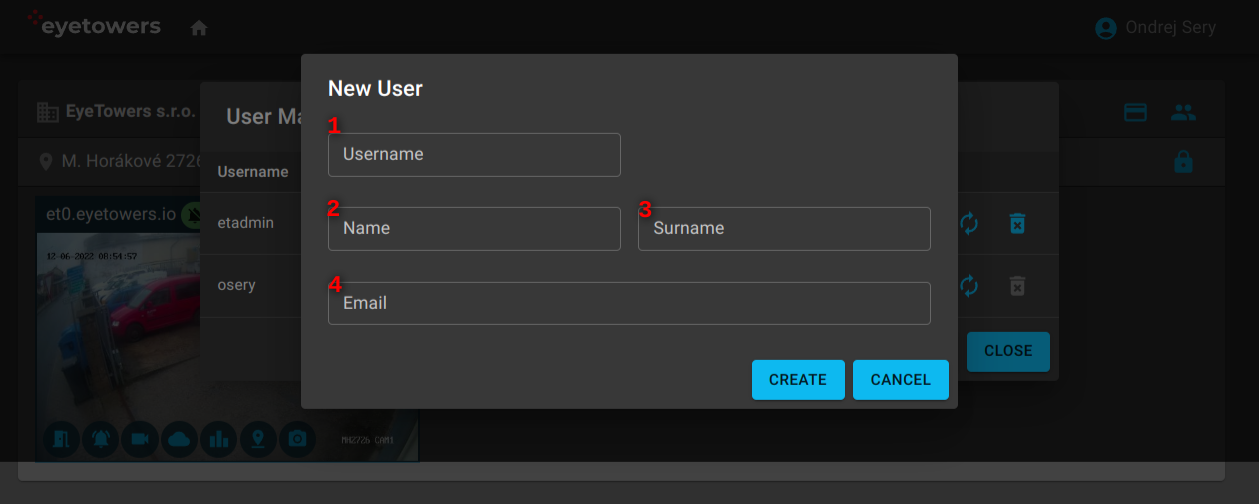 eyetowers
Ondrej Sery
New User
EyeTowers s.r.o.
User Ma
1
Username
M. Horákové 2726
Username
2
Name
3
Surname
et0.eyetowers.io
etadmin
12-06-2022 08:54:57
4
Email
osery
CLOSE
CREATE
CANCEL
MH2726 CAM1